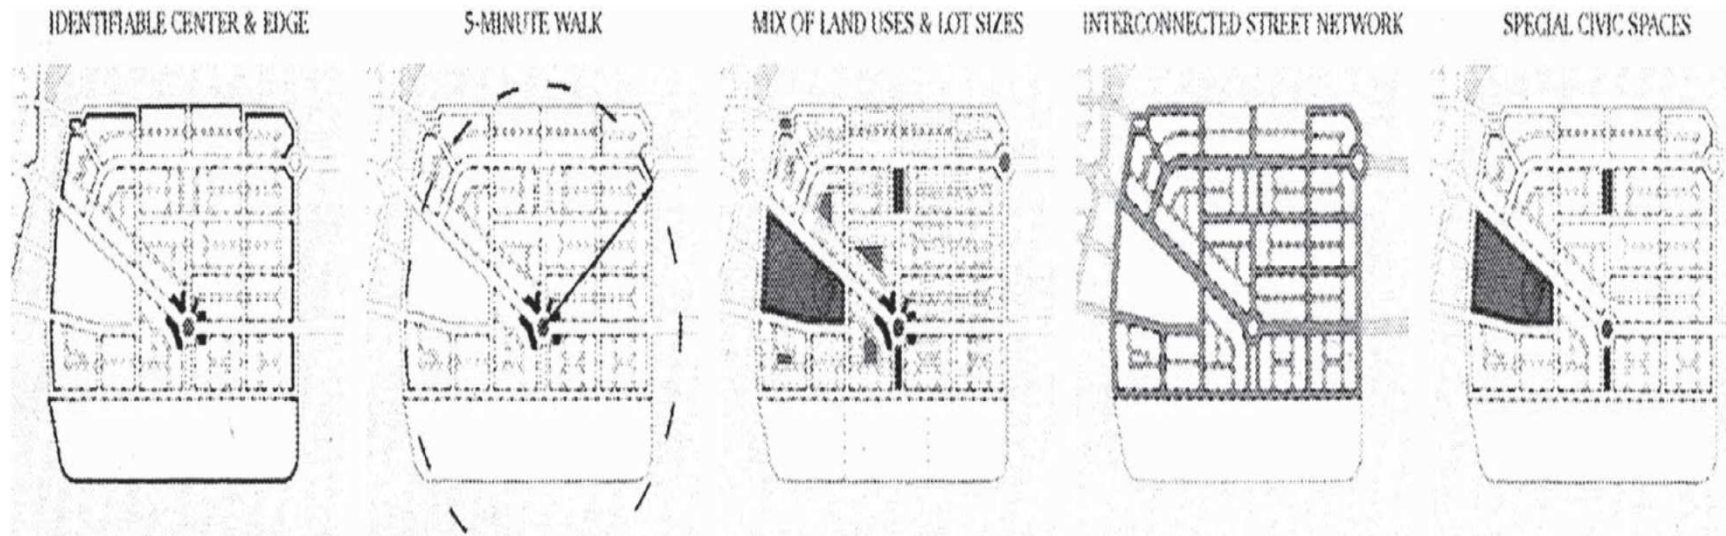 IDENTIFIABLE CENTER & EDGE
5-MINUTE WALK
MIX OF LAND USES & LOT SIZES
INTERCONNECTED STREET NETWORK
SPECIAL CIVIC SPACES